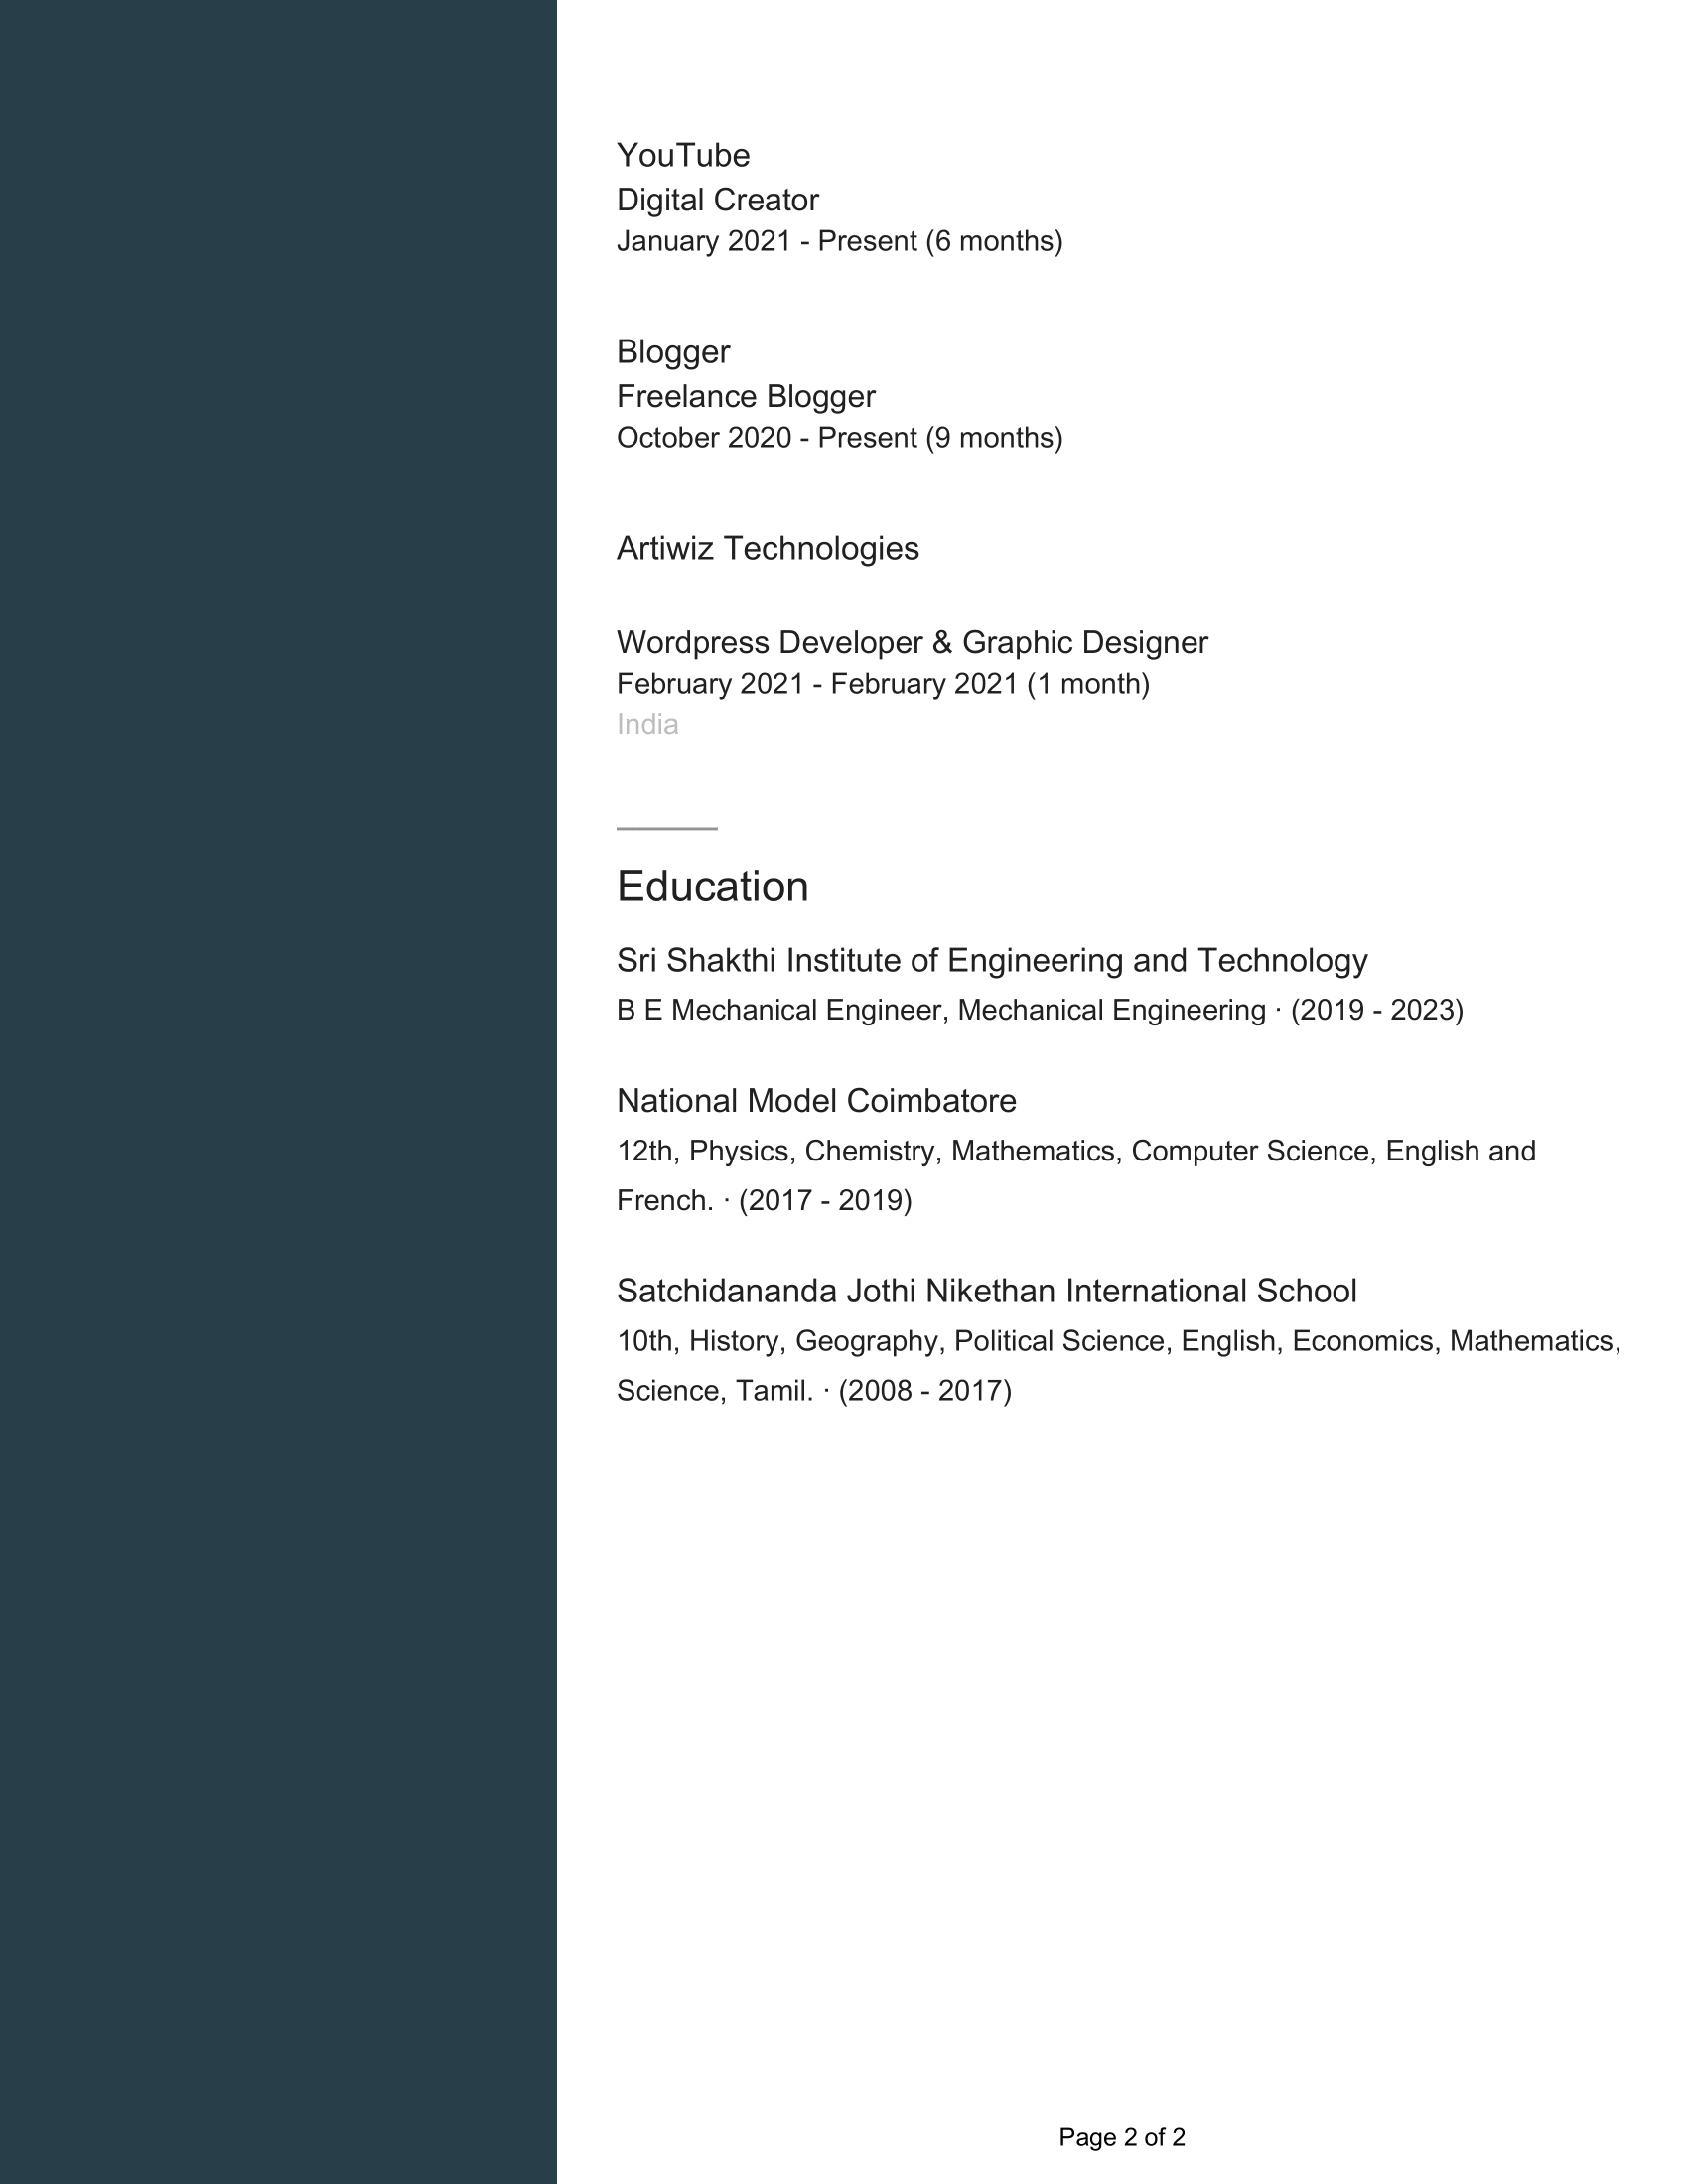 YouTube
Digital Creator
January 2021 - Present (6 months)
Blogger
Freelance Blogger
October 2020 - Present (9 months)
Artiwiz Technologies
Wordpress Developer & Graphic Designer
February 2021 - February 2021 (1 month)
India
Education
Sri Shakthi Institute of Engineering and Technology
B E Mechanical Engineer, Mechanical Engineering · (2019 - 2023)
National Model Coimbatore
12th, Physics, Chemistry, Mathematics, Computer Science, English and
French. · (2017 - 2019)
Satchidananda Jothi Nikethan International School
10th, History, Geography, Political Science, English, Economics, Mathematics,
Science, Tamil. · (2008 - 2017)
Page 2 of 2